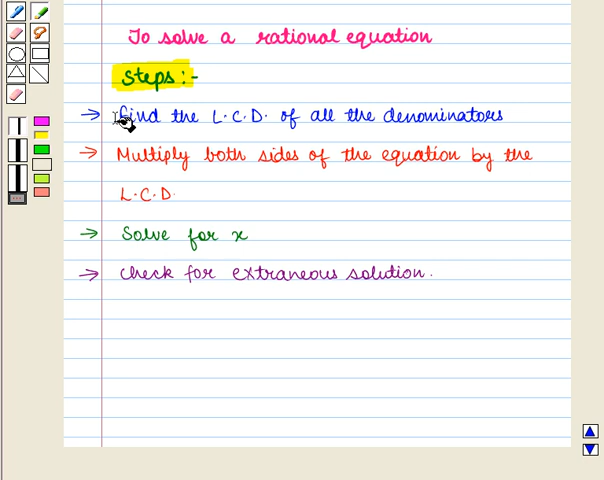 To solve a rational equation
Steps:-
→ Find the L.C.D. of all the denominators
→ Multiply both sides of the equation by the
L.C.D.
→ Solve for x
→ Check for extraneous solution.